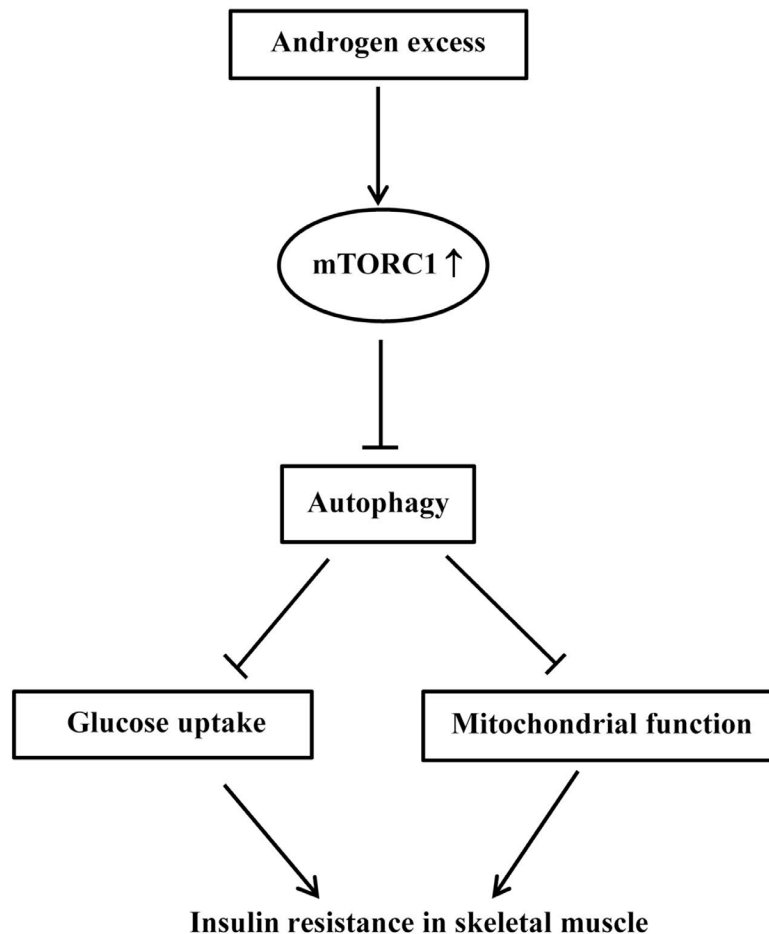 Androgen excess
mTORC1 ↑
Autophagy
Glucose uptake
Mitochondrial function
Insulin resistance in skeletal muscle